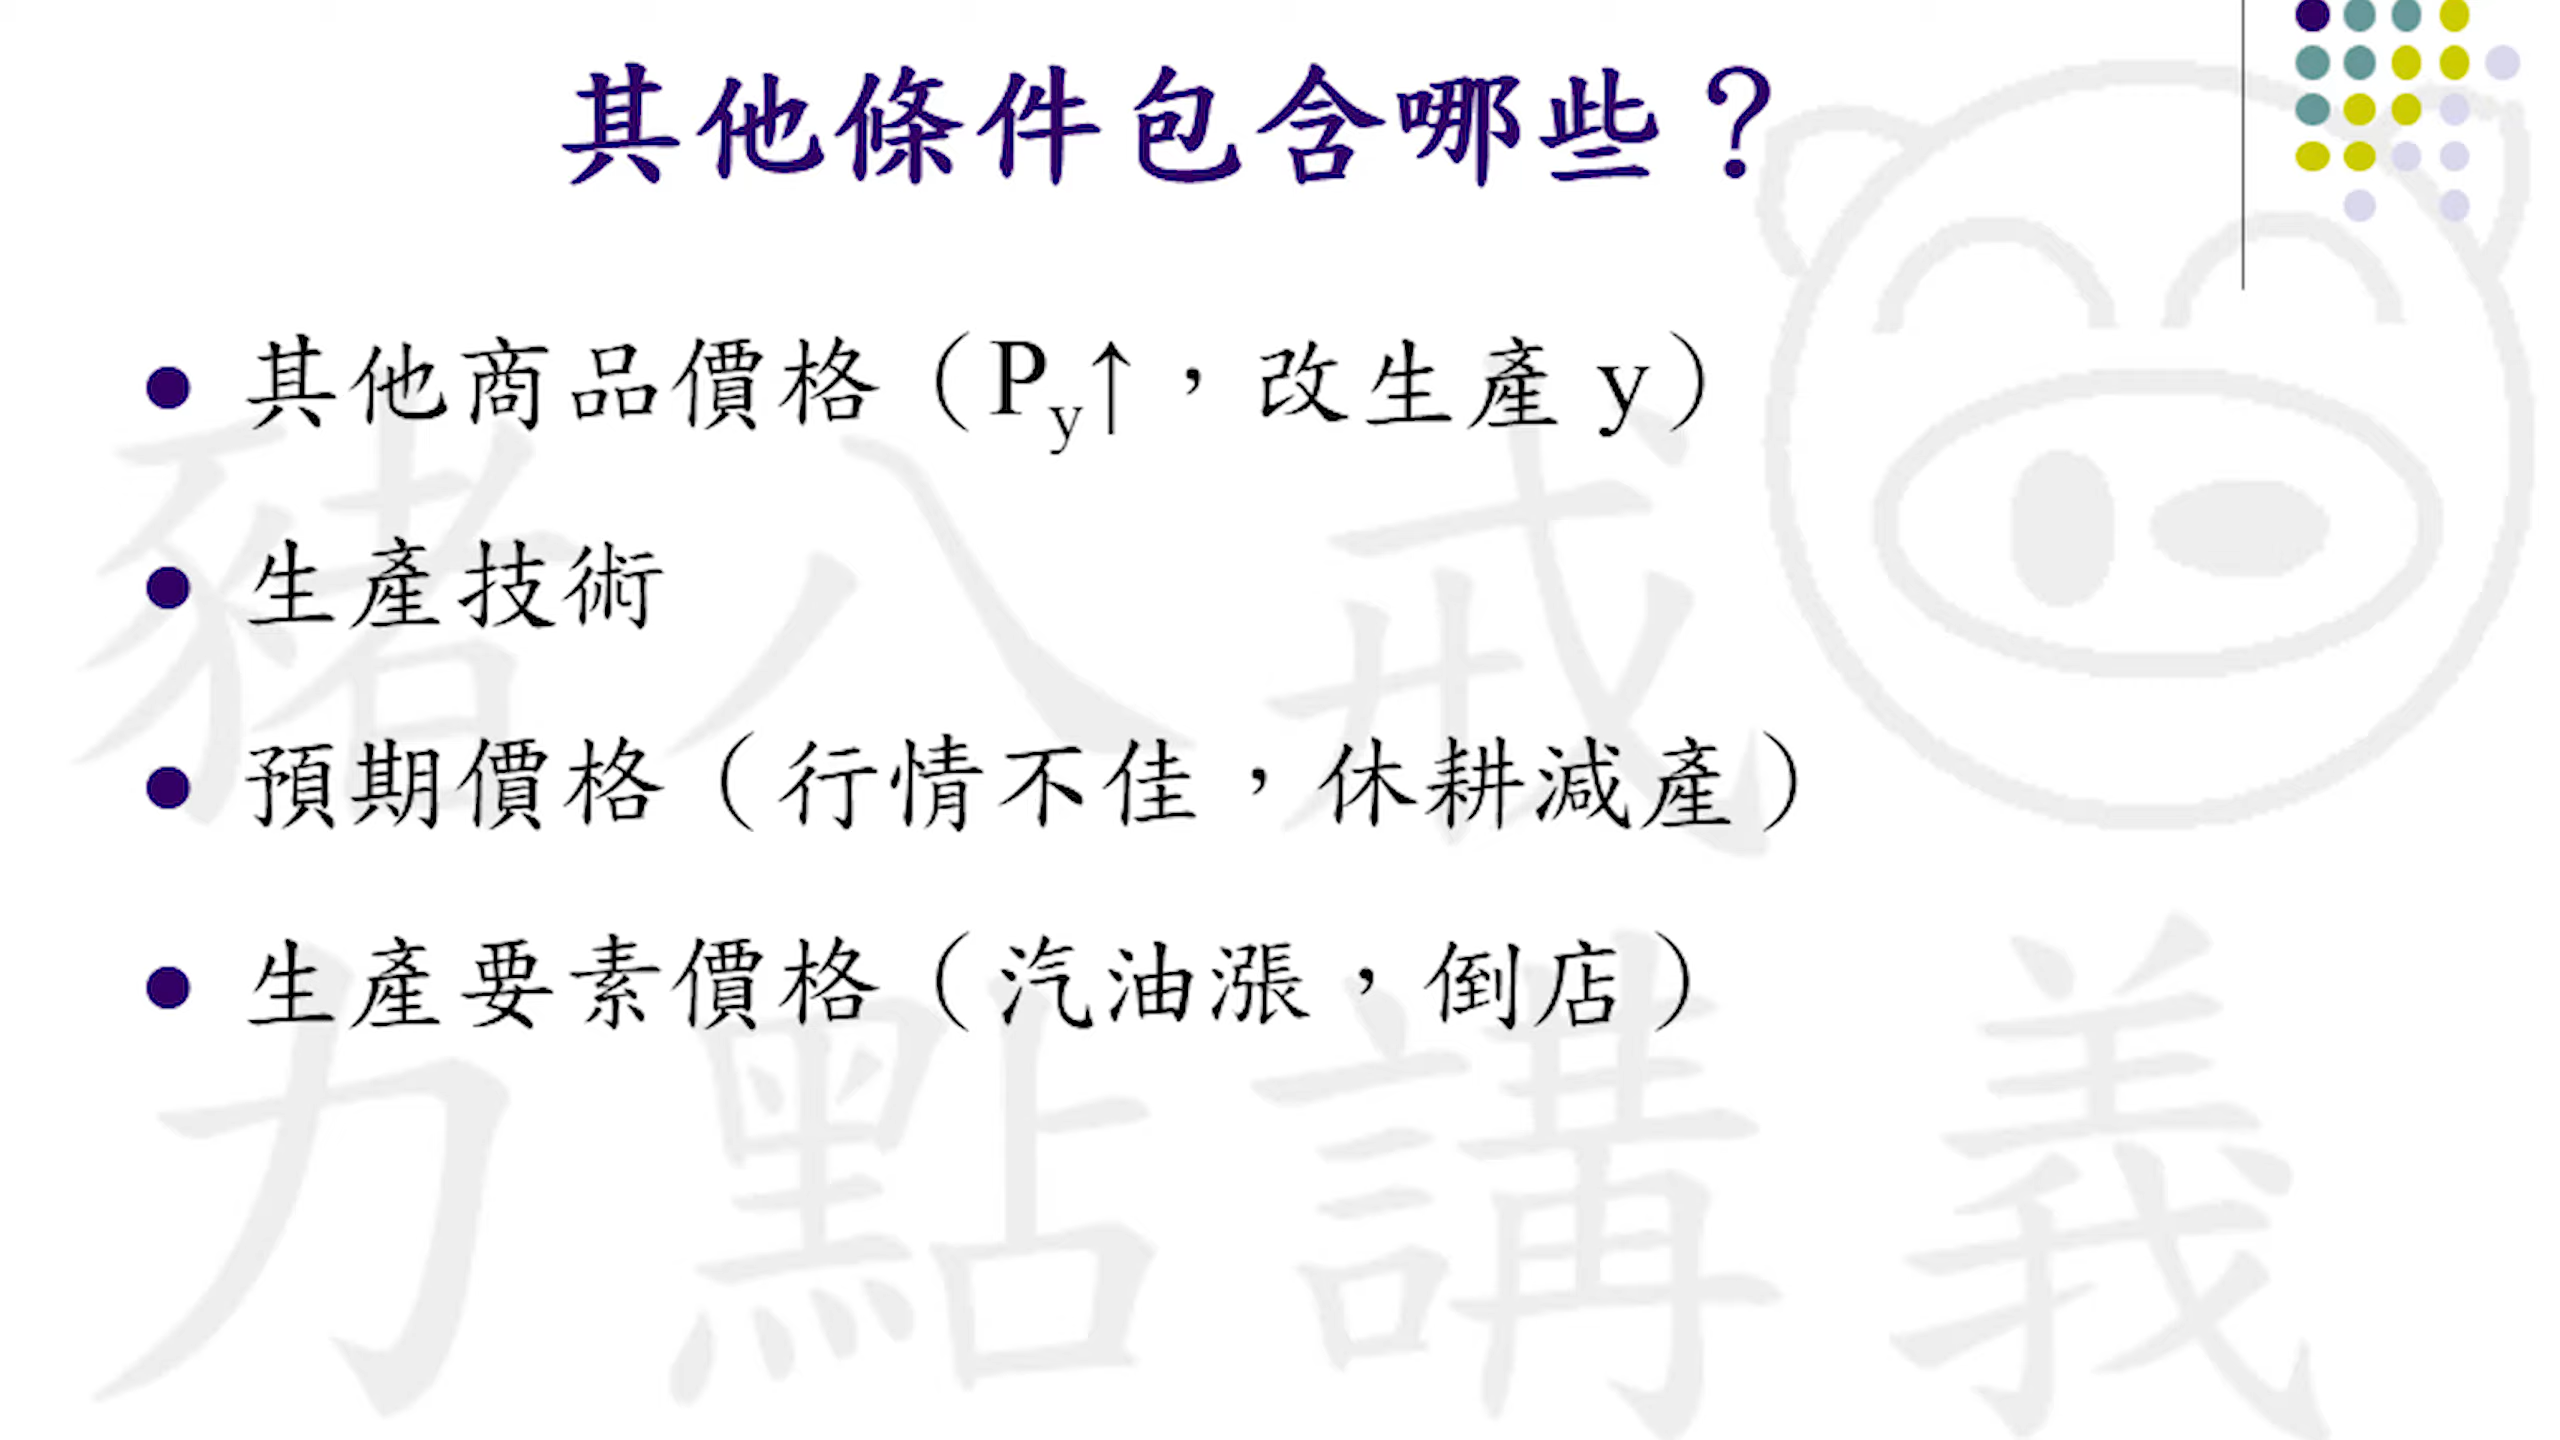 其他條件包含哪些？
其他商品價格（Py↑，改生產 y）
生產技術
預期價格（行情不佳，休耕減產）
生產要素價格（汽油漲，倒店）
豬八戒
力點講義